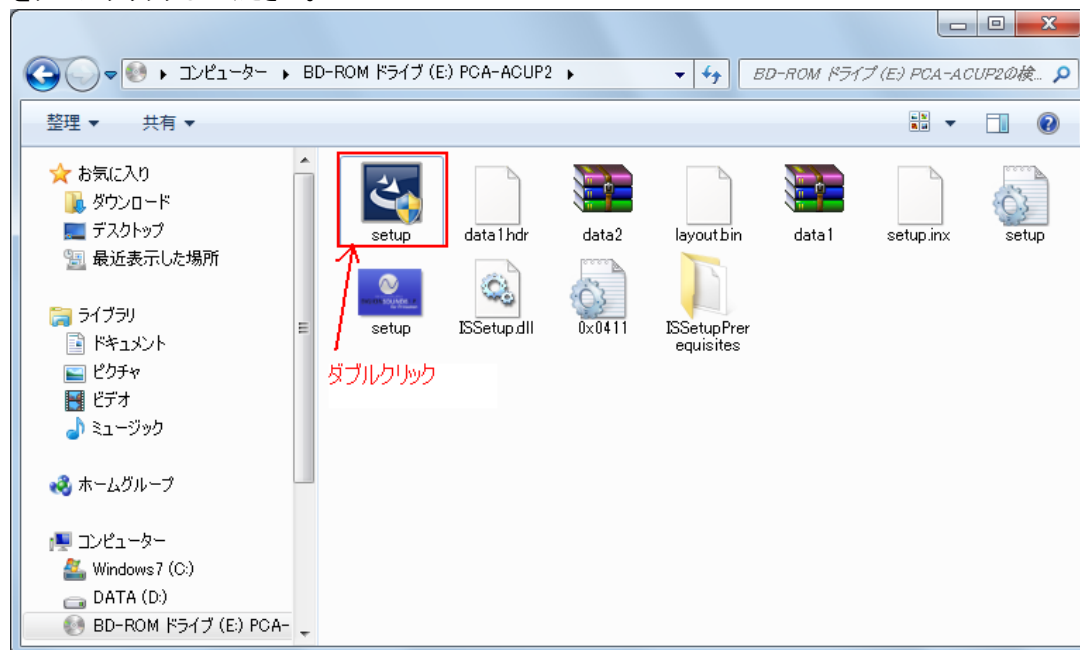 コンピューター ▸ BD-ROM ドライブ (E:) PCA-ACUP2 ▸
BD-ROM ドライブ (E:) PCA-ACUP2の検...
整理 ▼ 共有 ▼
お気に入り
ダウンロード
デスクトップ
最近表示した場所
ライブラリ
ドキュメント
ピクチャ
ビデオ
ミュージック
ホームグループ
コンピューター
Windows7 (C:)
DATA (D:)
BD-ROM ドライブ (E:) PCA-
setup
data1.hdr
data2
layout.bin
data1
setup.inx
setup
setup
ISSetup.dll
0x0411
ISSetupPrer
equisites
ダブルクリック